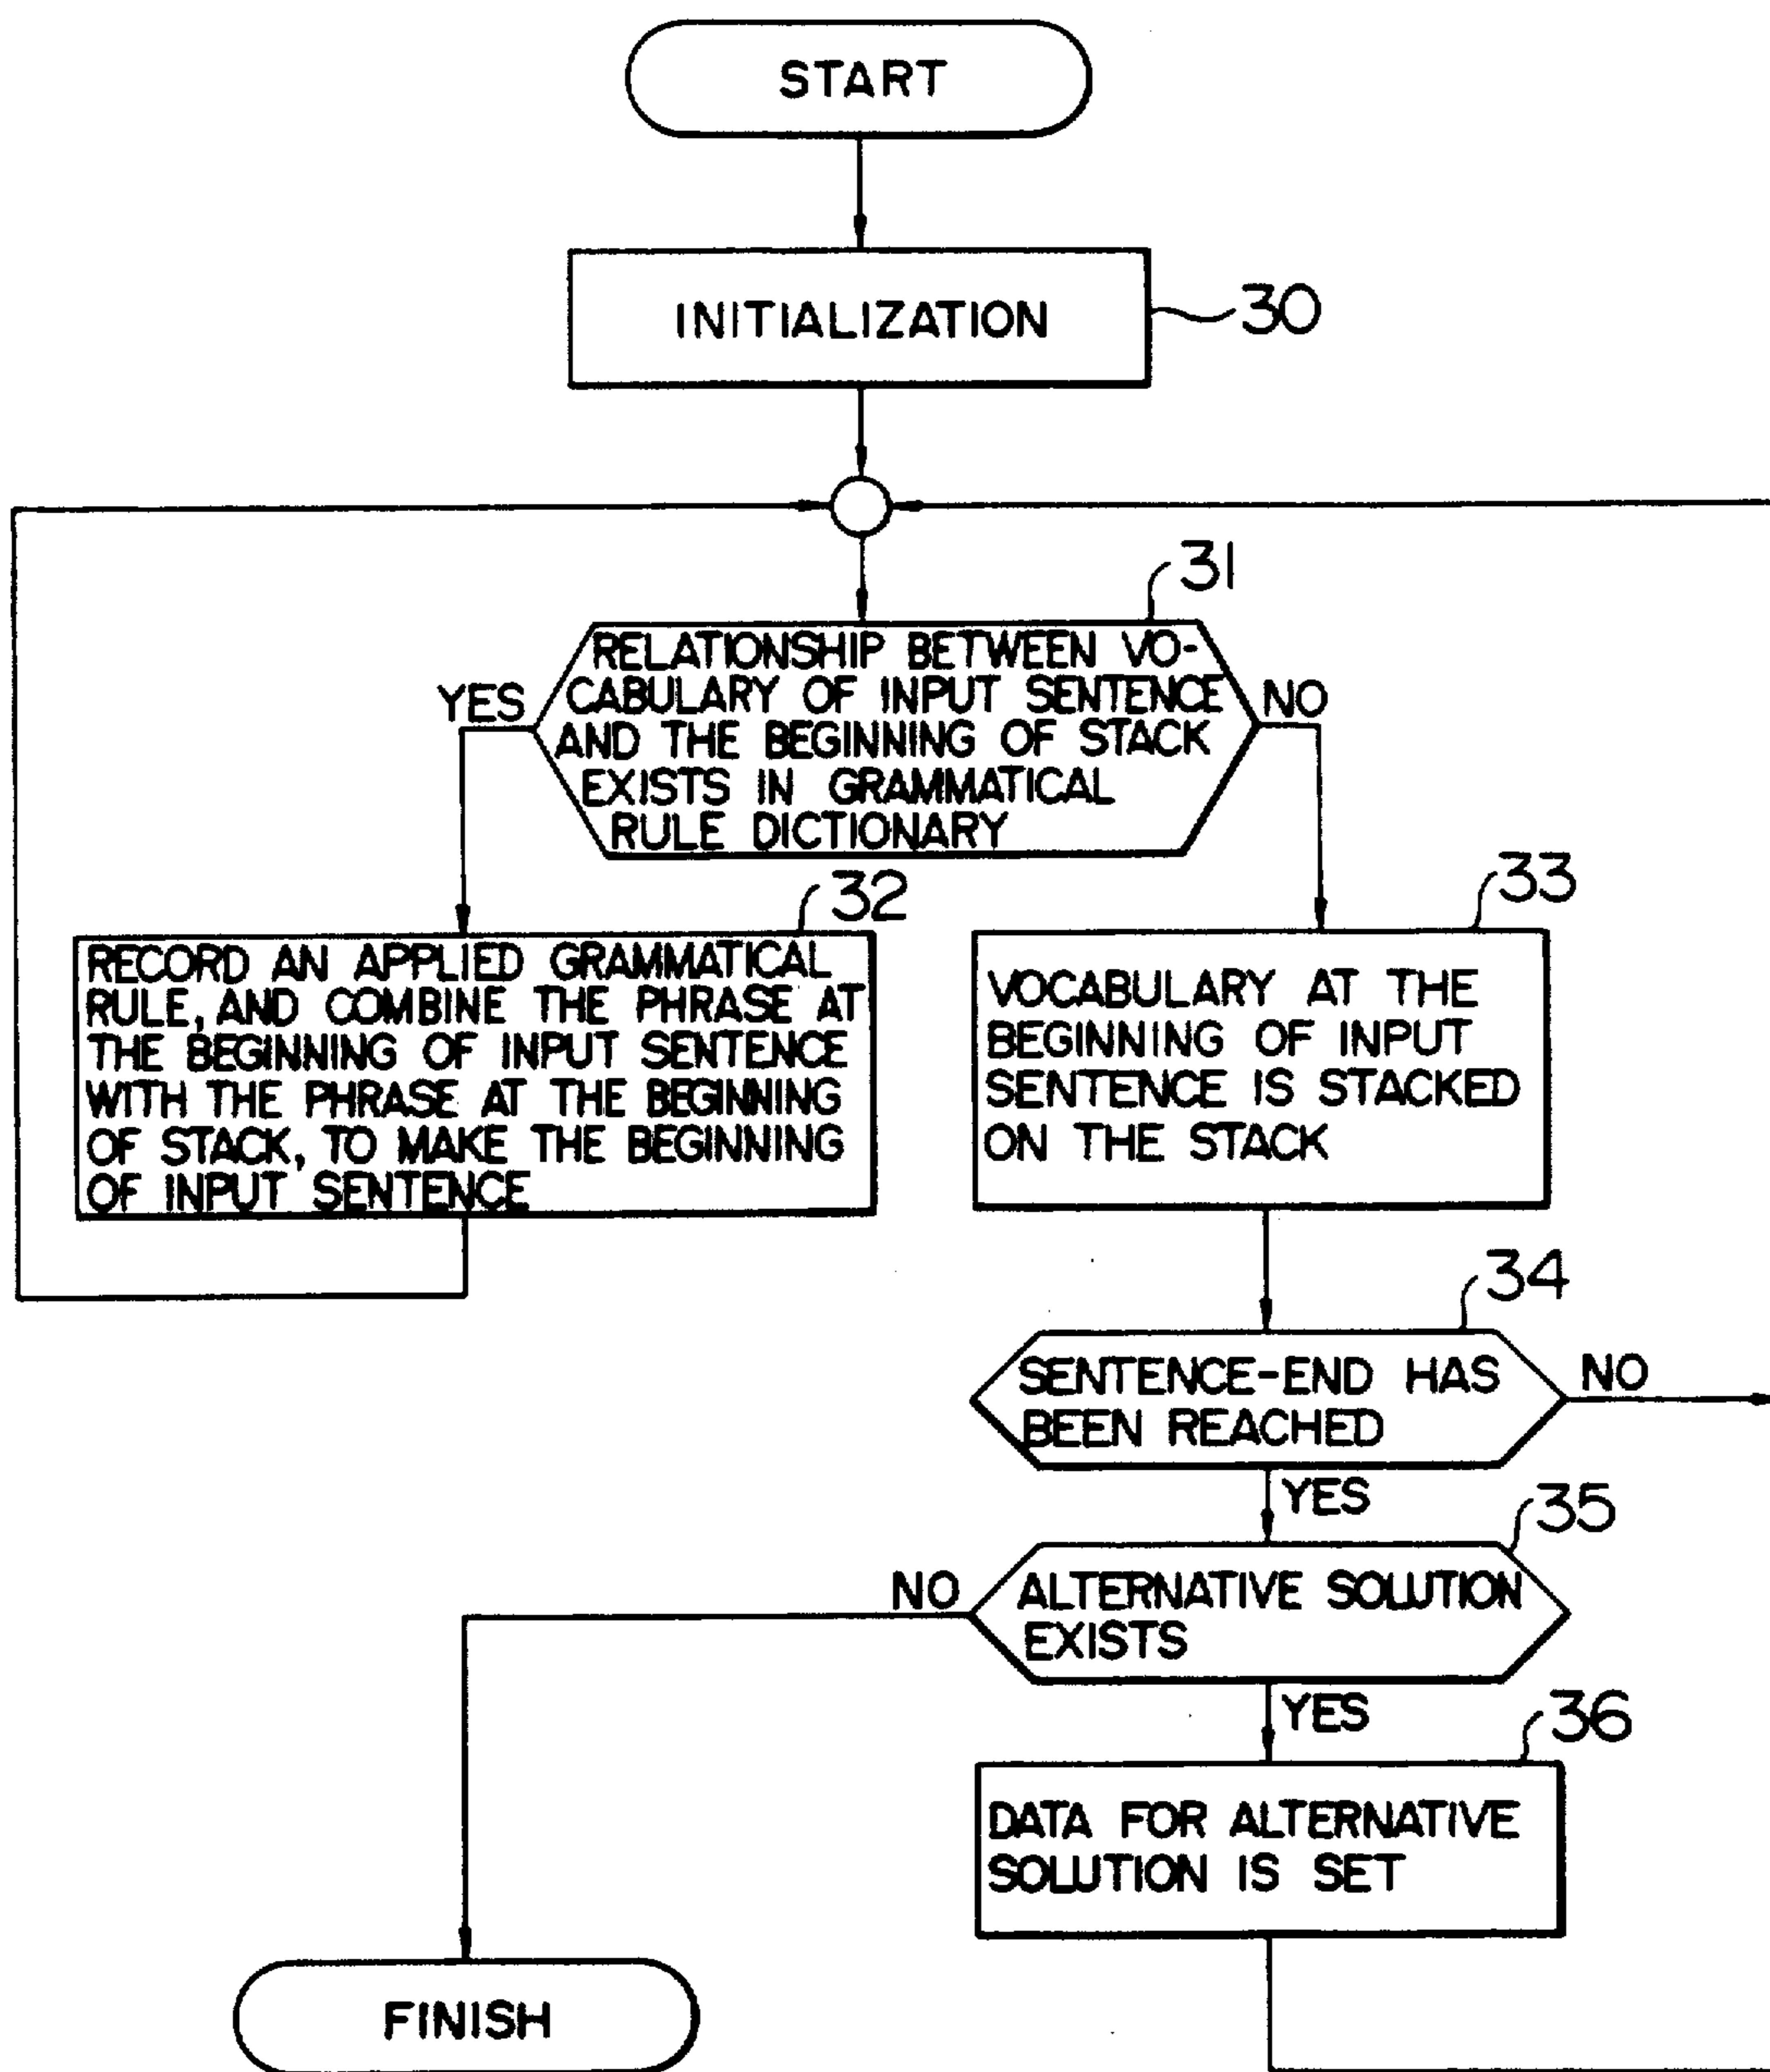 START
INITIALIZATION
30
31
RELATIONSHIP BETWEEN VO-
CABULARY OF INPUT SENTENCE
AND THE BEGINNING OF STACK
EXISTS IN GRAMMATICAL
RULE DICTIONARY
YES
NO
32
RECORD AN APPLIED GRAMMATICAL
RULE, AND COMBINE THE PHRASE AT
THE BEGINNING OF INPUT SENTENCE
WITH THE PHRASE AT THE BEGINNING
OF STACK, TO MAKE THE BEGINNING
OF INPUT SENTENCE
33
VOCABULARY AT THE
BEGINNING OF INPUT
SENTENCE IS STACKED
ON THE STACK
34
SENTENCE-END HAS
BEEN REACHED
NO
YES
35
NO
ALTERNATIVE SOLUTION
EXISTS
YES
36
DATA FOR ALTERNATIVE
SOLUTION IS SET
FINISH